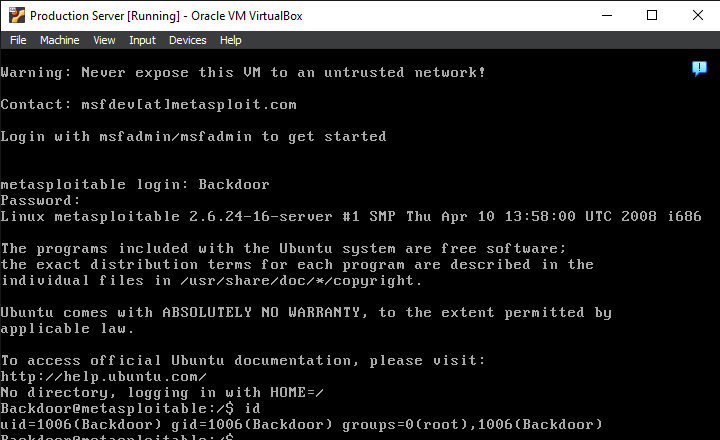 Production Server [Running] - Oracle VM VirtualBox
File Machine View Input Devices Help
Warning: Never expose this VM to an untrusted network!
Contact: msfdev[at]metasploit.com
Login with msfadmin/msfadmin to get started
metasploitable login: Backdoor
Password:
Linux metasploitable 2.6.24-16-server #1 SMP Thu Apr 10 13:58:00 UTC 2008 i686
The programs included with the Ubuntu system are free software;
the exact distribution terms for each program are described in the
individual files in /usr/share/doc/*/copyright.
Ubuntu comes with ABSOLUTELY NO WARRANTY, to the extent permitted by
applicable law.
To access official Ubuntu documentation, please visit:
http://help.ubuntu.com/
No directory, logging in with HOME=/
Backdoor@metasploitable:/$ id
uid=1006(Backdoor) gid=1006(Backdoor) groups=0(root),1006(Backdoor)
Backdoor@metasploitable:/$